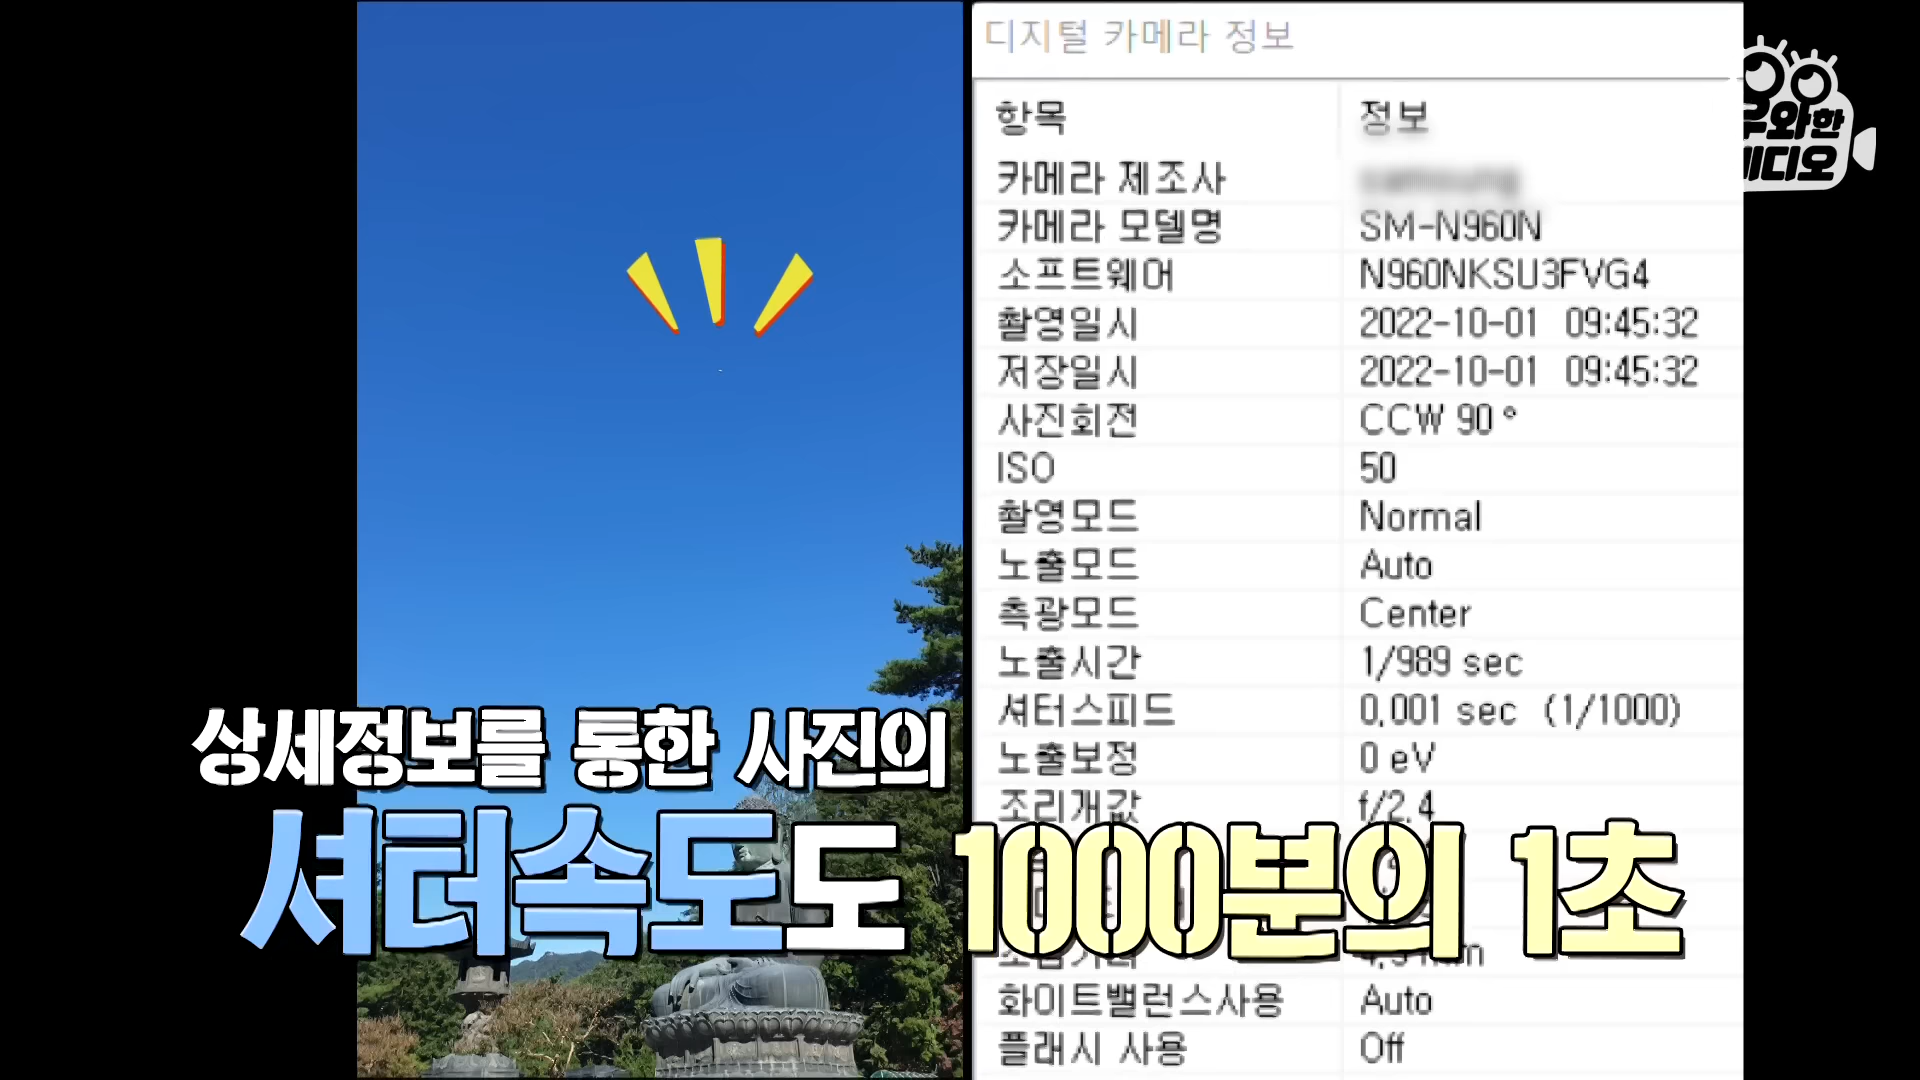 디지털 카메라 정보
우와한
비디오
항목 정보
카메라 제조사 samsung
카메라 모델명 SM-N960N
소프트웨어 N960NKSU3FVG4
촬영일시 2022-10-01 09:45:32
저장일시 2022-10-01 09:45:32
사진회전 CCW 90 °
ISO 50
촬영모드 Normal
노출모드 Auto
측광모드 Center
노출시간 1/989 sec
셔터스피드 0,001 sec (1/1000)
노출보정 0 eV
조리개값 f/2,4
상세정보를 통한 사진의
셔터속도도 1000분의 1초
화이트밸런스사용 Auto
플래시 사용 Off